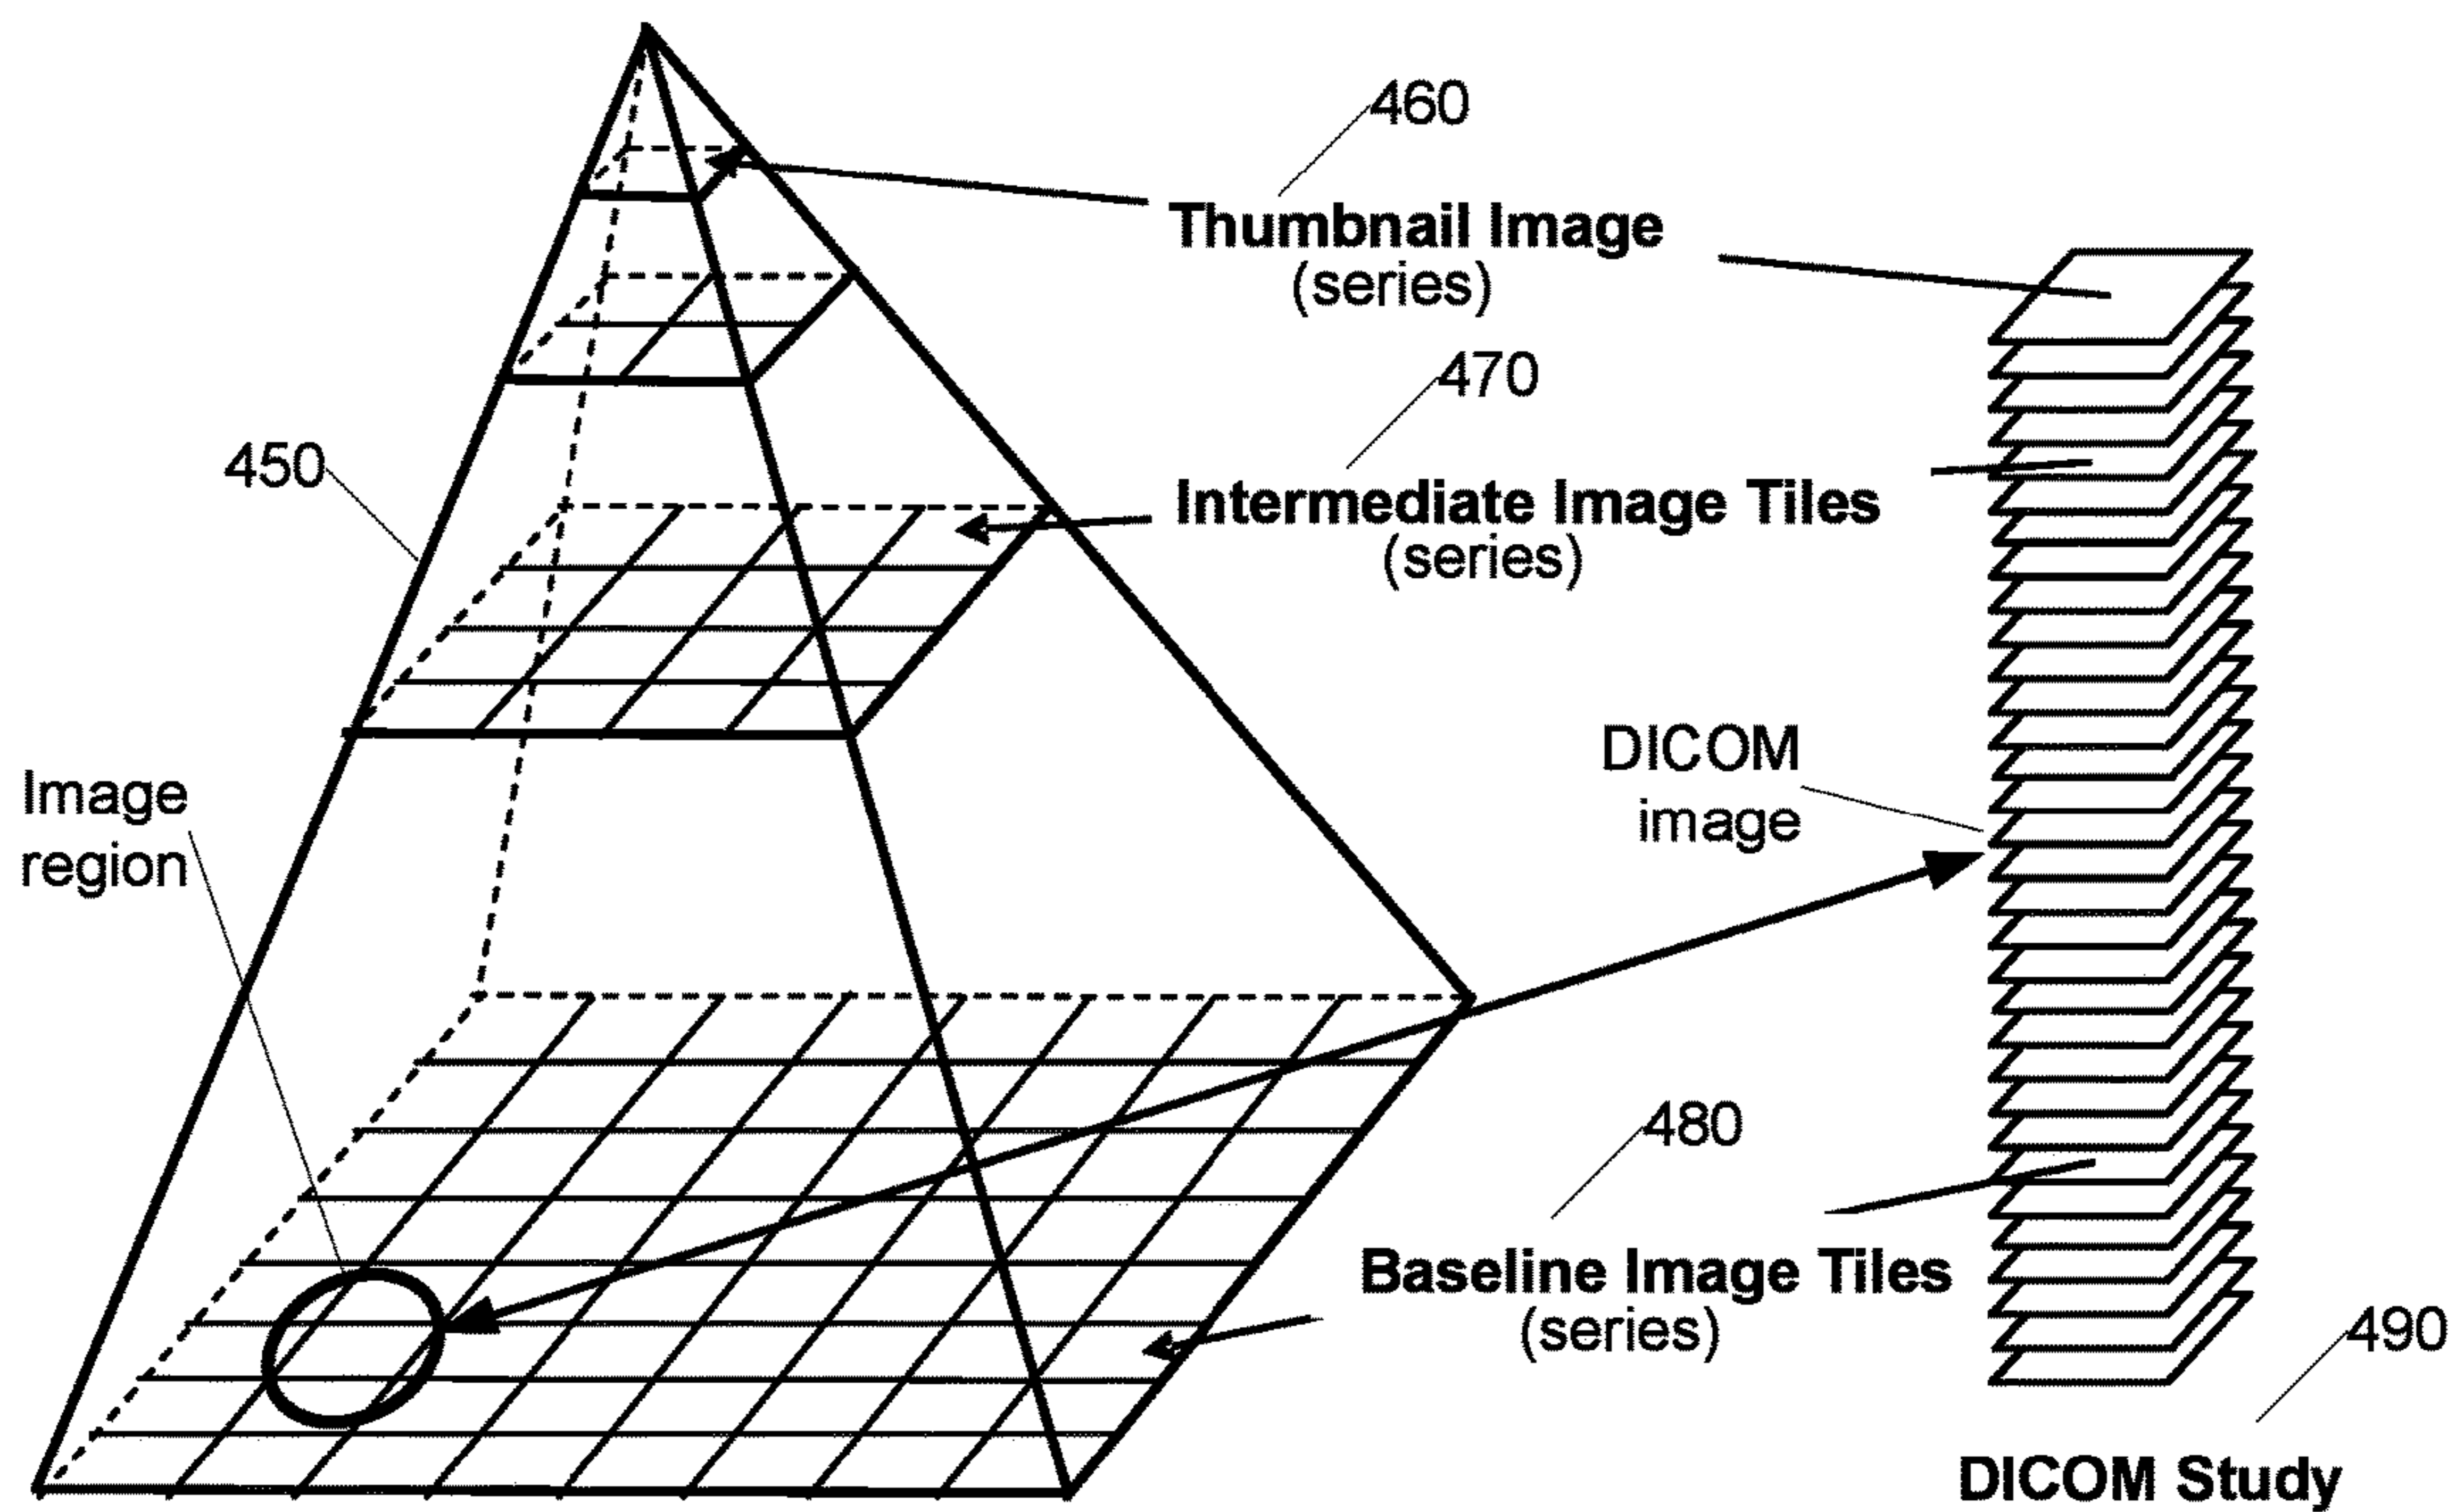 460
Thumbnail Image
(series)
470
450
Intermediate Image Tiles
(series)
DICOM
image
Image
region
480
Baseline Image Tiles
(series)
490
DICOM Study